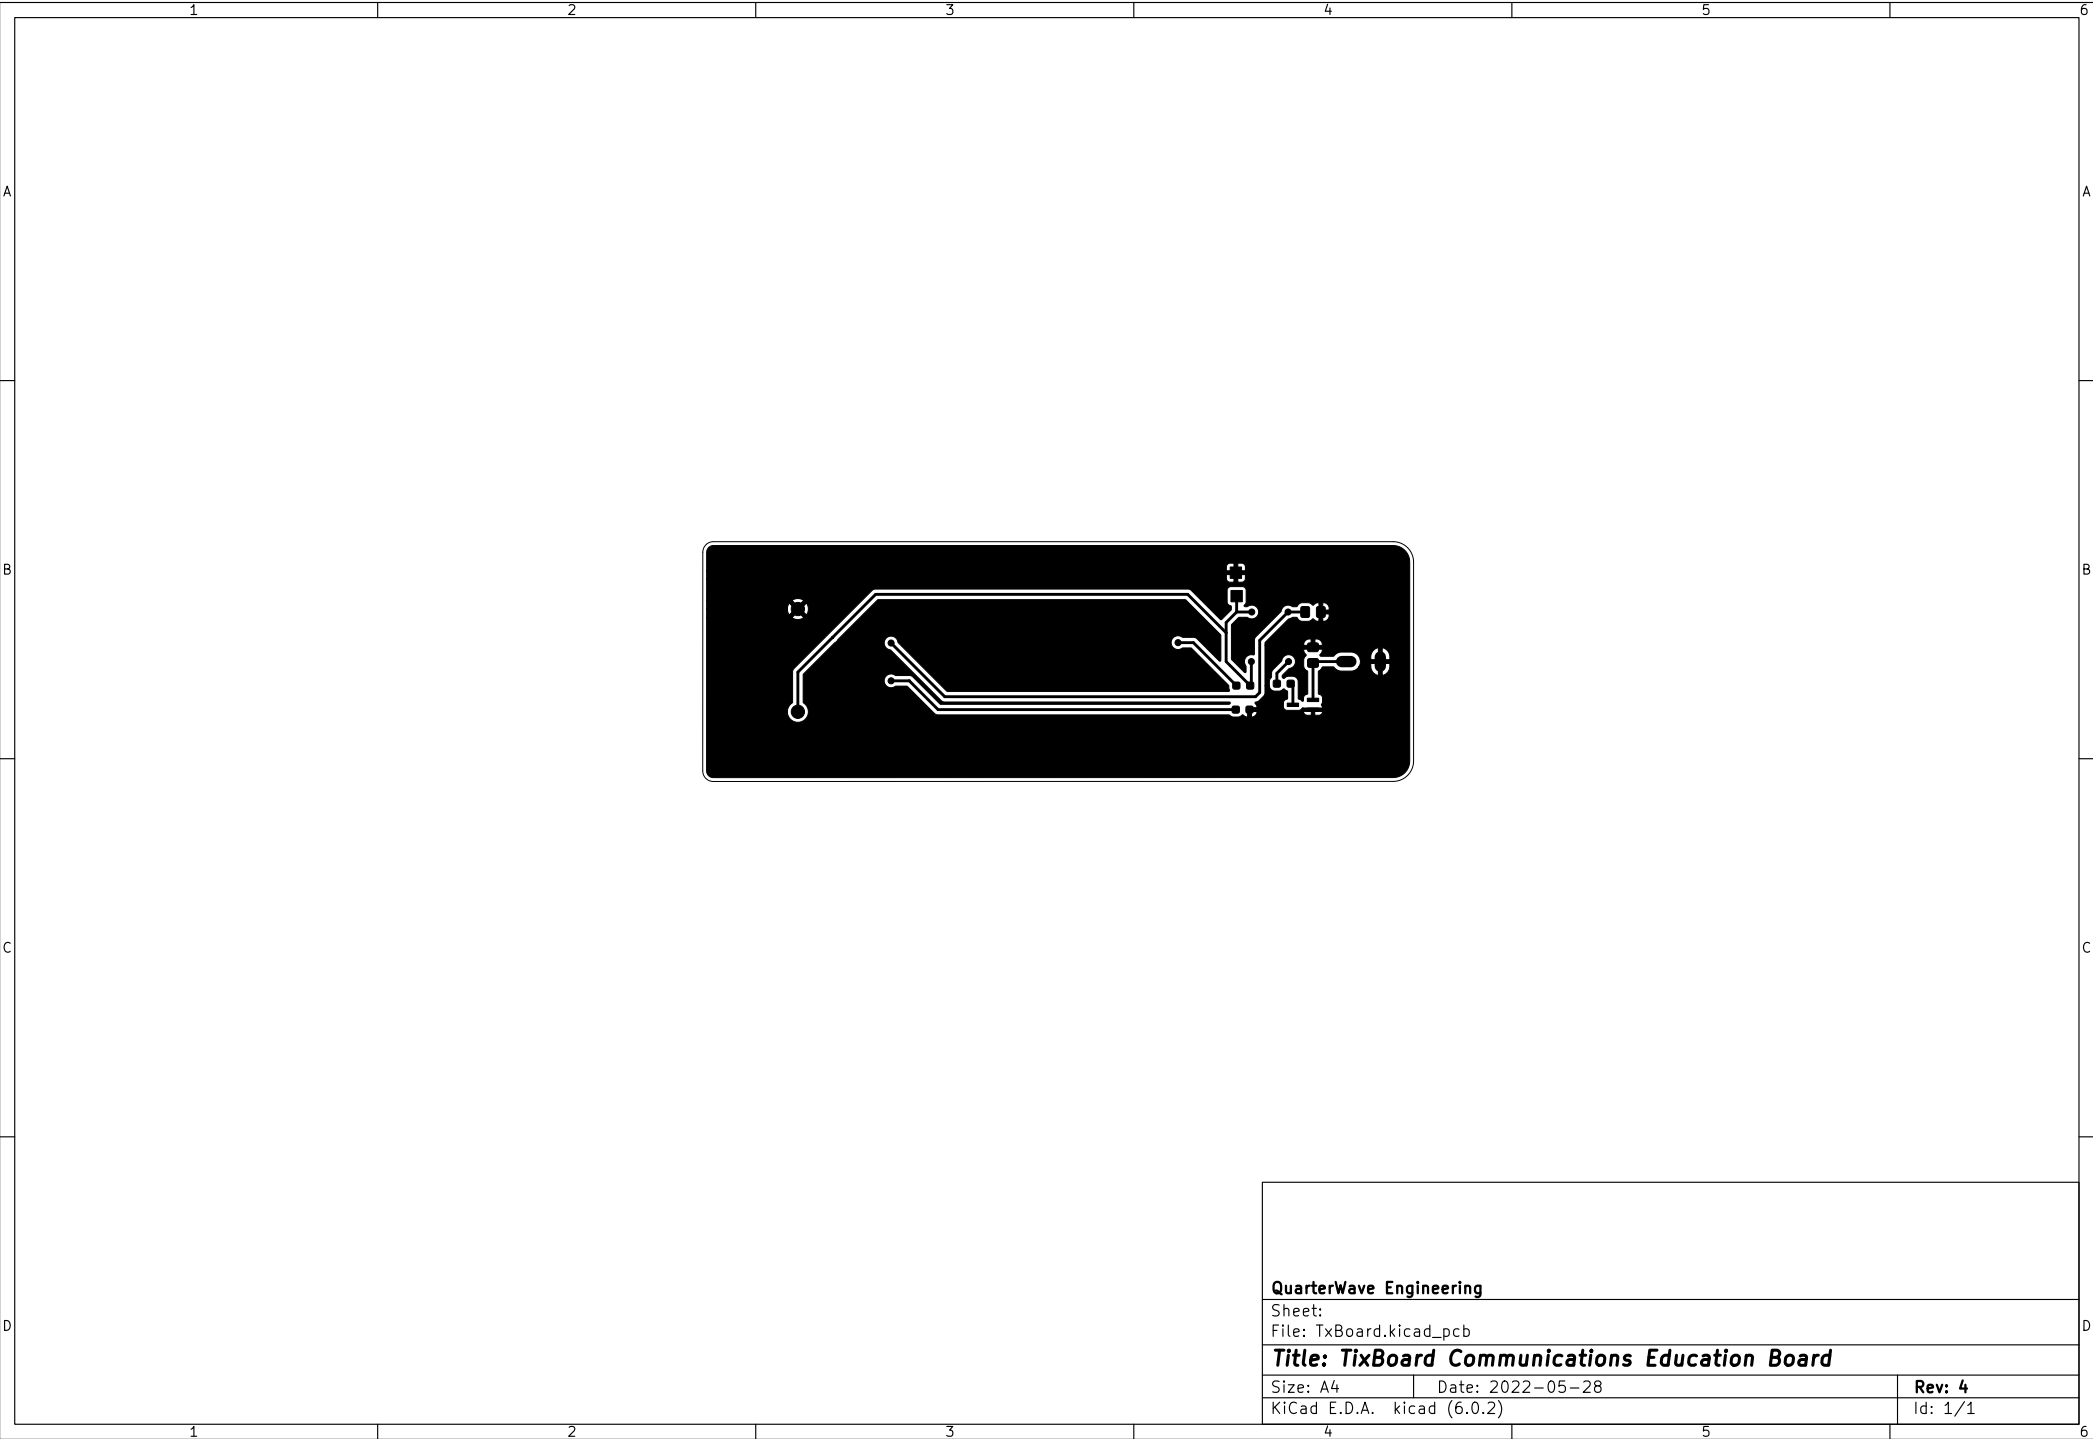 1 2 3 4 5 6
A A
B B
C C
QuarterWave Engineering
Sheet:
D D
File: TxBoard.kicad_pcb
Title: TixBoard Communications Education Board
Size: A4 Date: 2022-05-28 Rev: 4
KiCad E.D.A. kicad (6.0.2) Id: 1/1
1 2 3 4 5 6